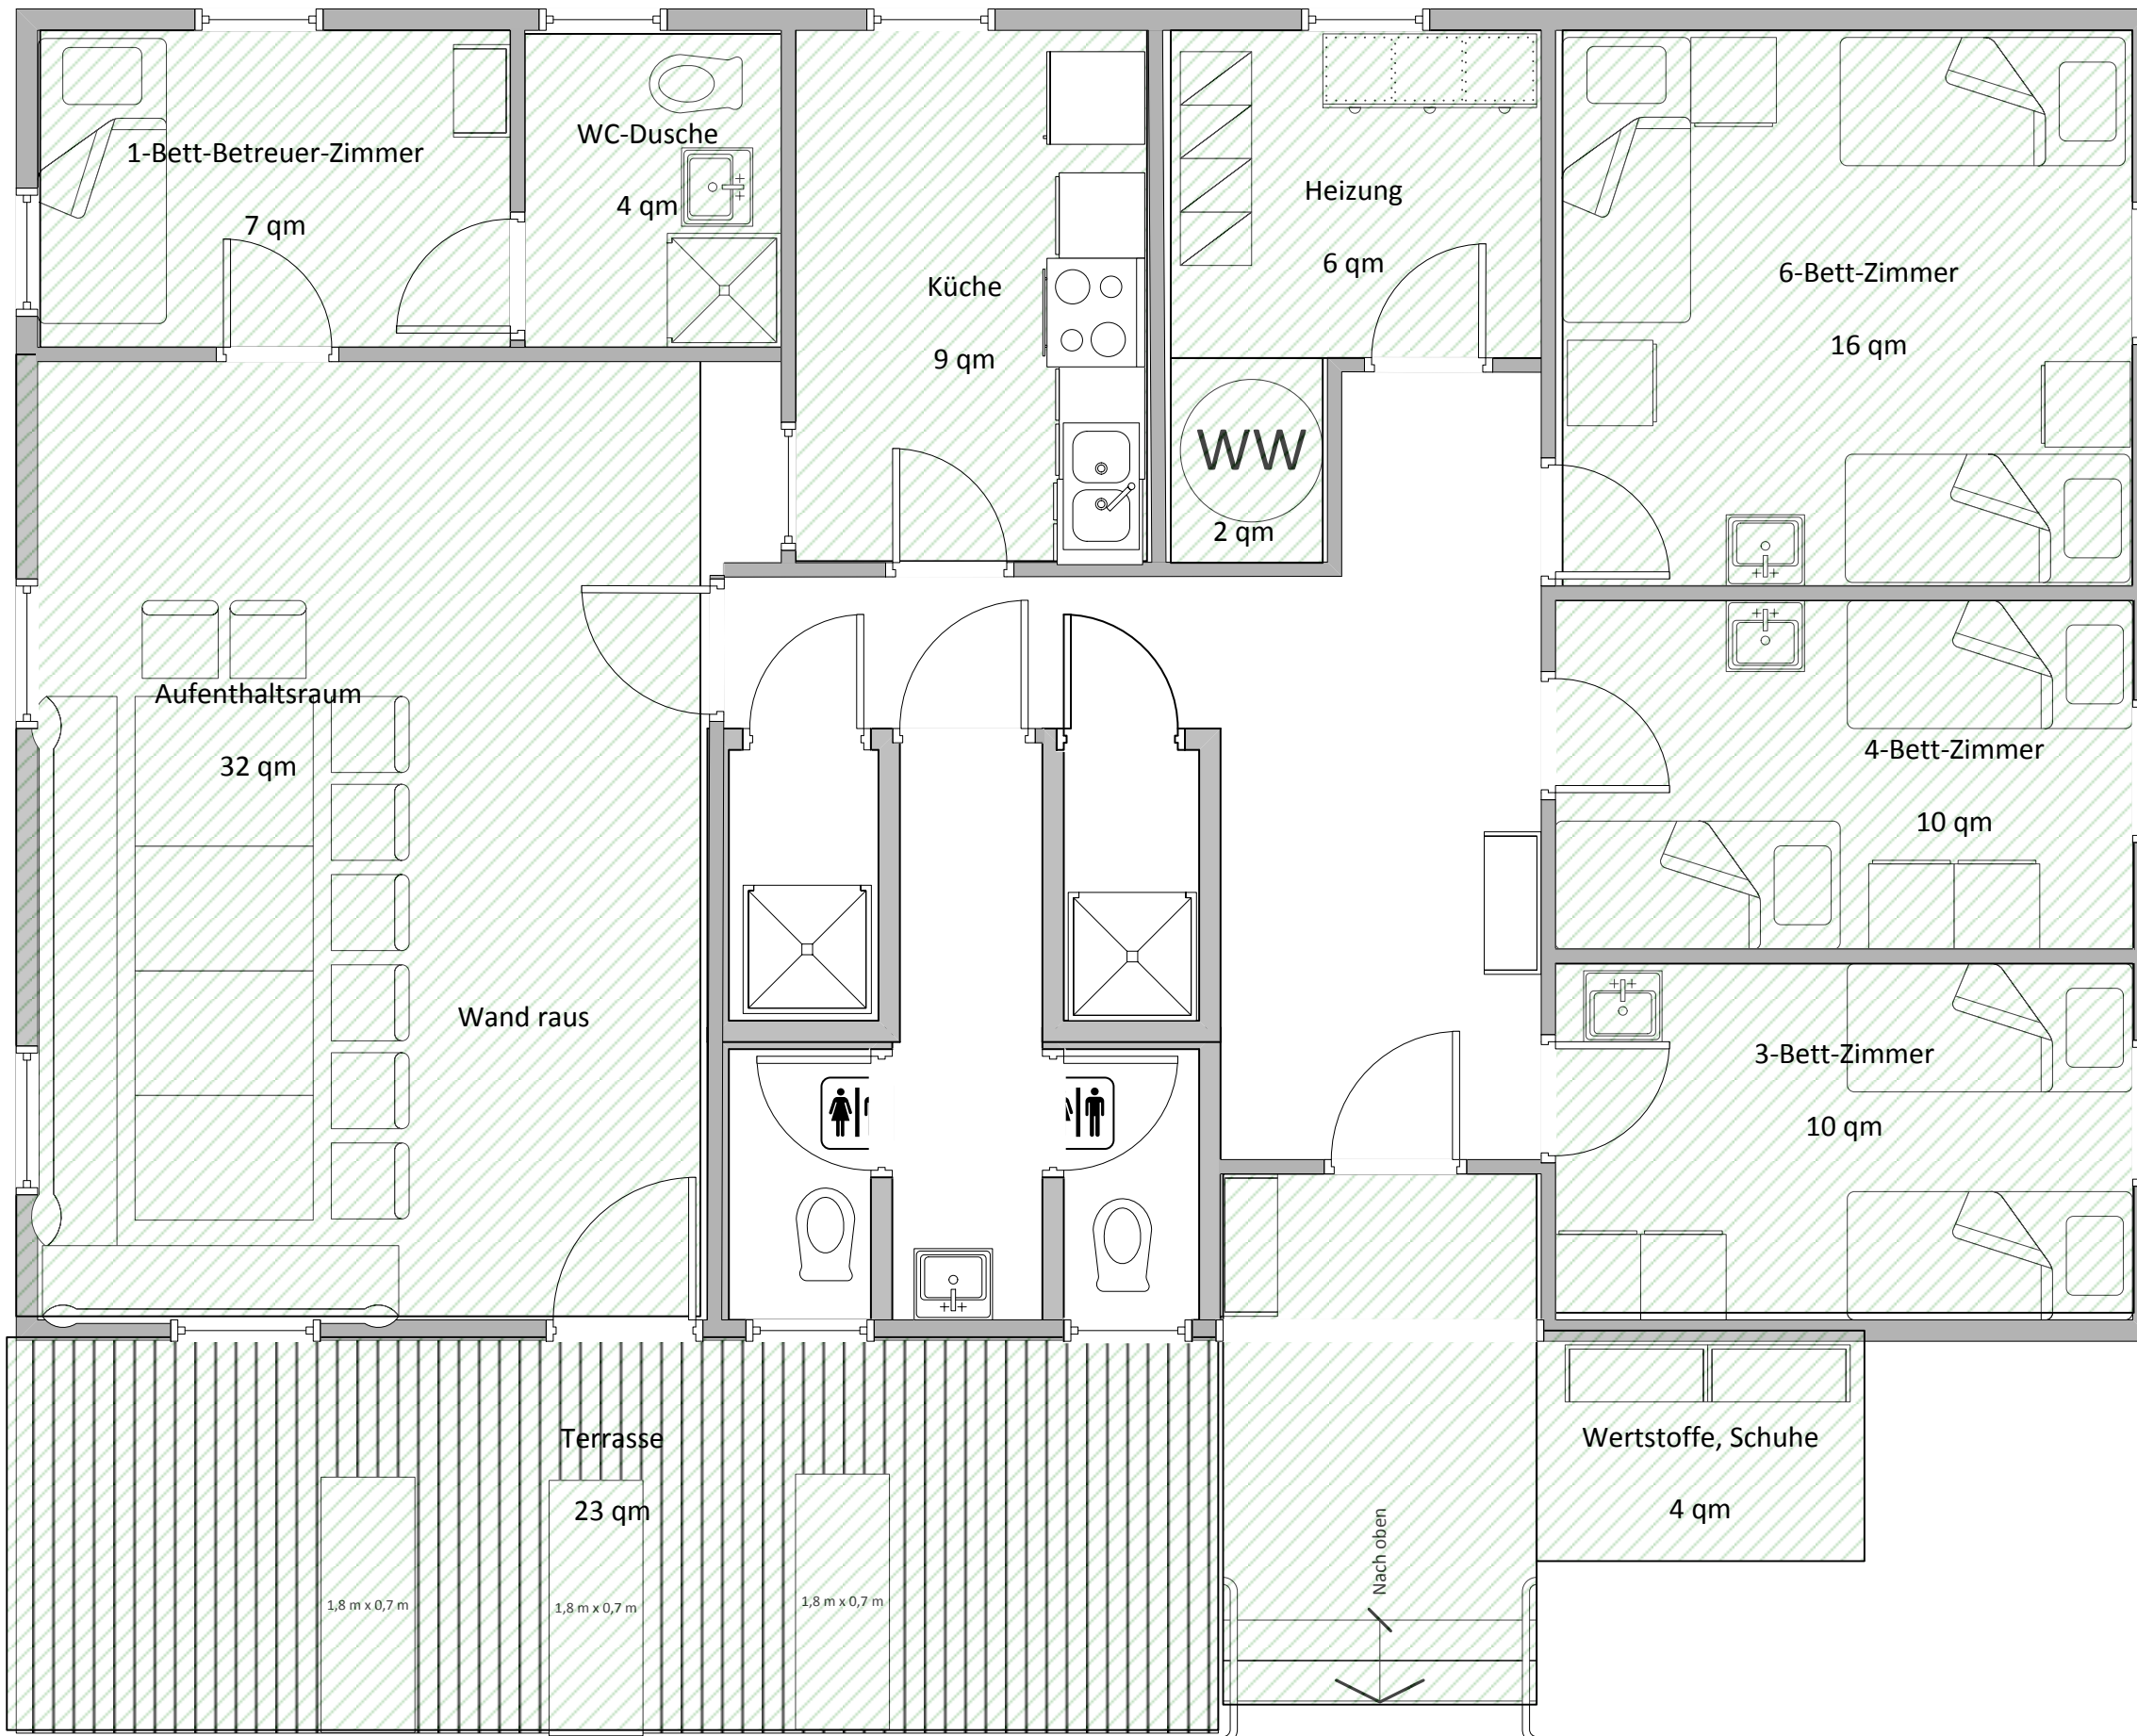 WC-Dusche
1-Bett-Betreuer-Zimmer
4 qm
7 qm
Heizung
6 qm
6-Bett-Zimmer
16 qm
Küche
9 qm
WW
2 qm
Aufenthaltsraum
32 qm
4-Bett-Zimmer
10 qm
Wand raus
3-Bett-Zimmer
10 qm
Terrasse
23 qm
Wertstoffe, Schuhe
4 qm
Nach oben
1,8 m x 0,7 m
1,8 m x 0,7 m
1,8 m x 0,7 m